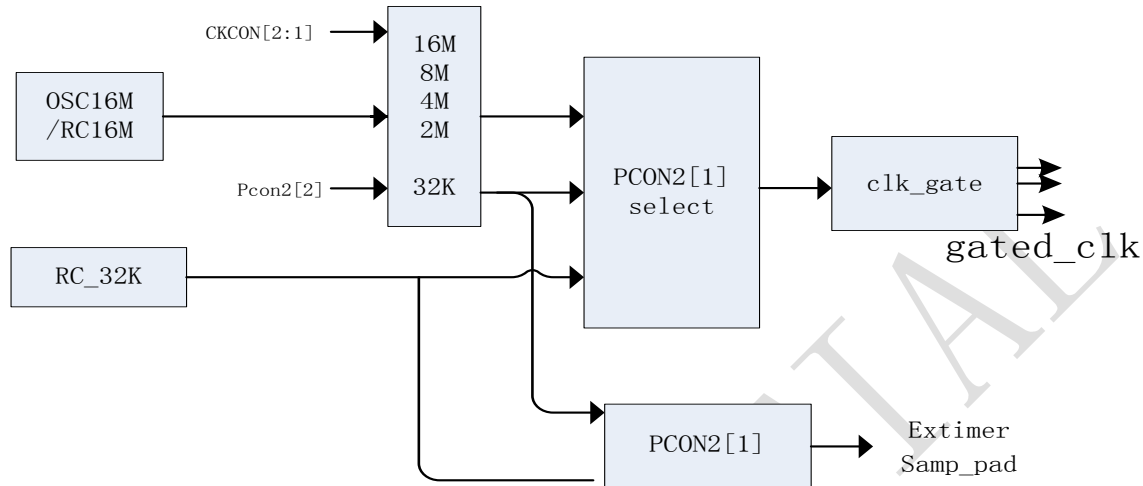 CKCON[2:1]
OSC16M
/RC16M
16M
8M
4M
2M
32K
Pcon2[2]
RC_32K
PCON2[1]
select
clk_gate
gated_clk
PCON2[1]
Extimer
Samp_pad